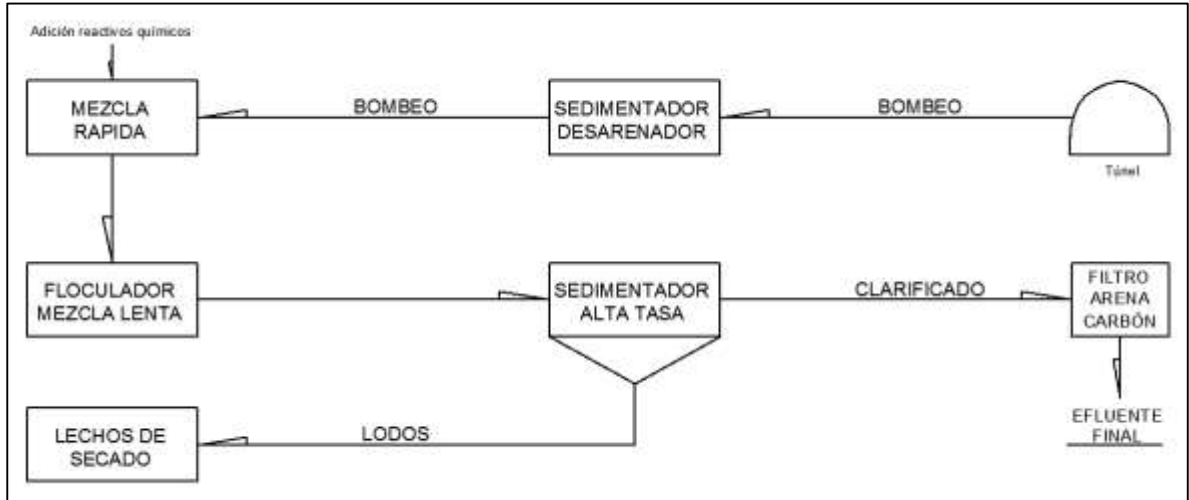 Adición reactivos químicos
MEZCLA
RAPIDA
BOMBEO
SEDIMENTADOR
DESARENADOR
BOMBEO
Túnel
FLOCULADOR
MEZCLA LENTA
SEDIMENTADOR
ALTA TASA
CLARIFICADO
FILTRO
ARENA
CARBÓN
LECHOS DE
SECADO
LODOS
EFLUENTE
FINAL